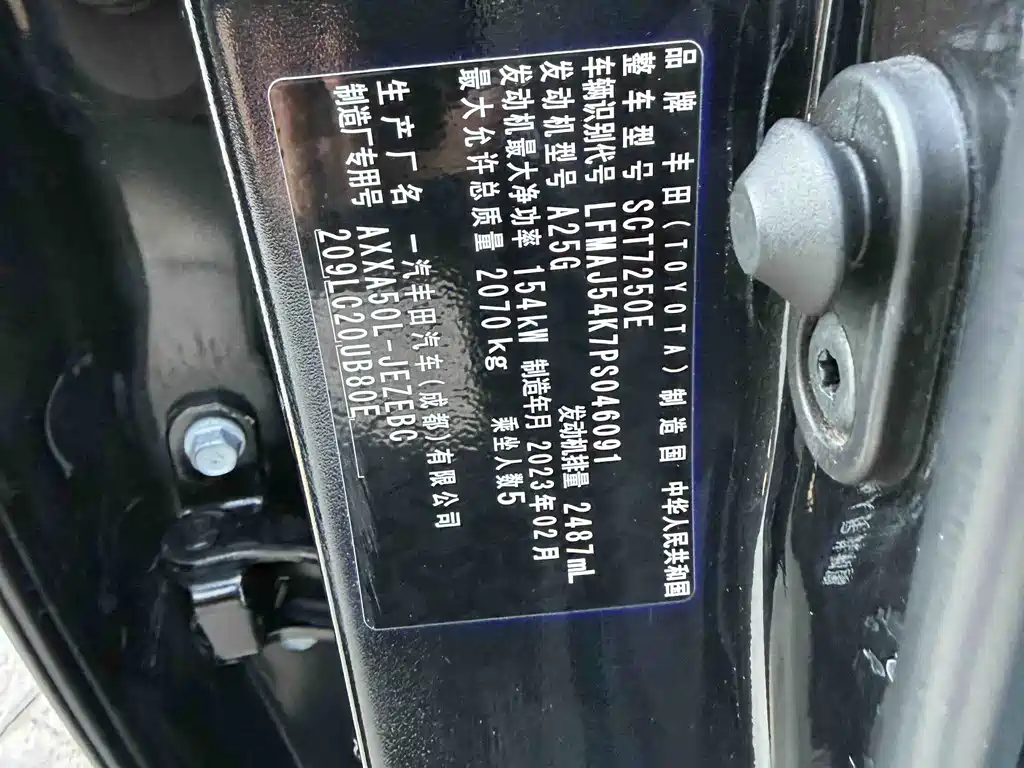 品牌 丰田(TOYOTA) 制造国 中华人民共和国
整车型号 SCT7250E
车辆识别代号 LFMAJ54K7PS046091
发动机型号 A25G 发动机排量 2487mL
发动机最大净功率 154kW 制造年月 2023年02月
最大允许总质量 2070kg 乘坐人数5
生产厂名 一汽丰田汽车(成都)有限公司
制造厂专用号 AXXA50L-JEZEBC
209LC20UB80E